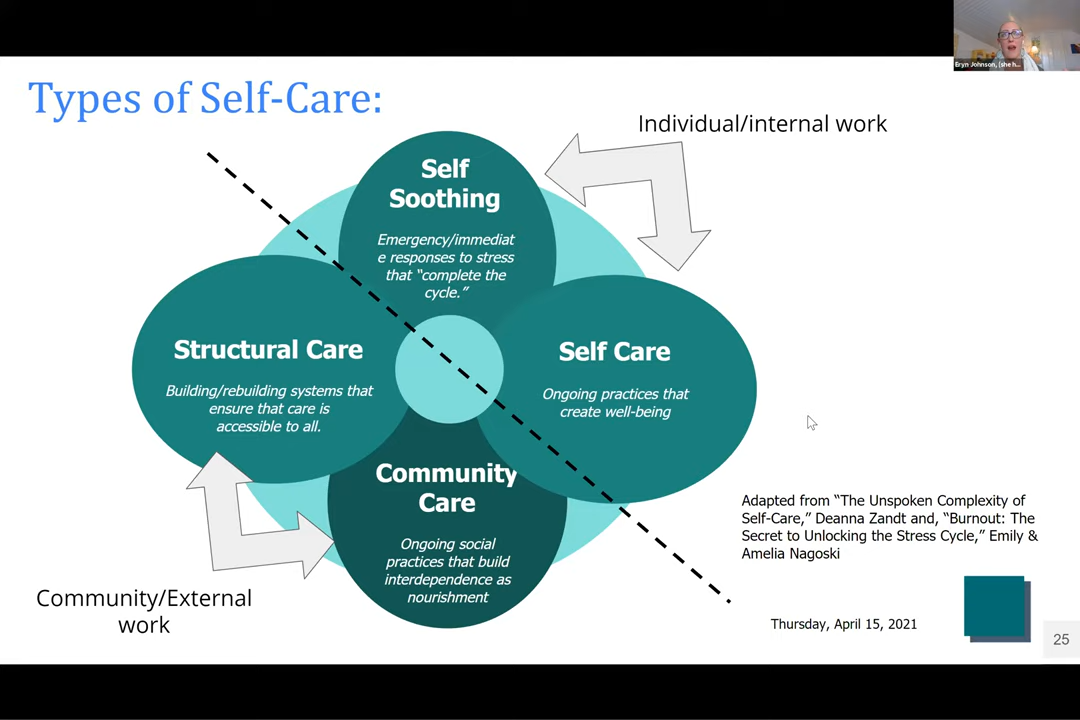 Eryn Johnson, (she h...
Types of Self-Care:
Individual/internal work
Self
Soothing
Emergency/immediat
e responses to stress
that “complete the
cycle.”
Structural Care
Building/rebuilding systems that
ensure that care is
accessible to all.
Self Care
Ongoing practices that
create well-being
Community
Care
Ongoing social
practices that build
interdependence as
nourishment
Community/External
work
Adapted from “The Unspoken Complexity of
Self-Care,” Deanna Zandt and, “Burnout: The
Secret to Unlocking the Stress Cycle,” Emily &
Amelia Nagoski
Thursday, April 15, 2021
25